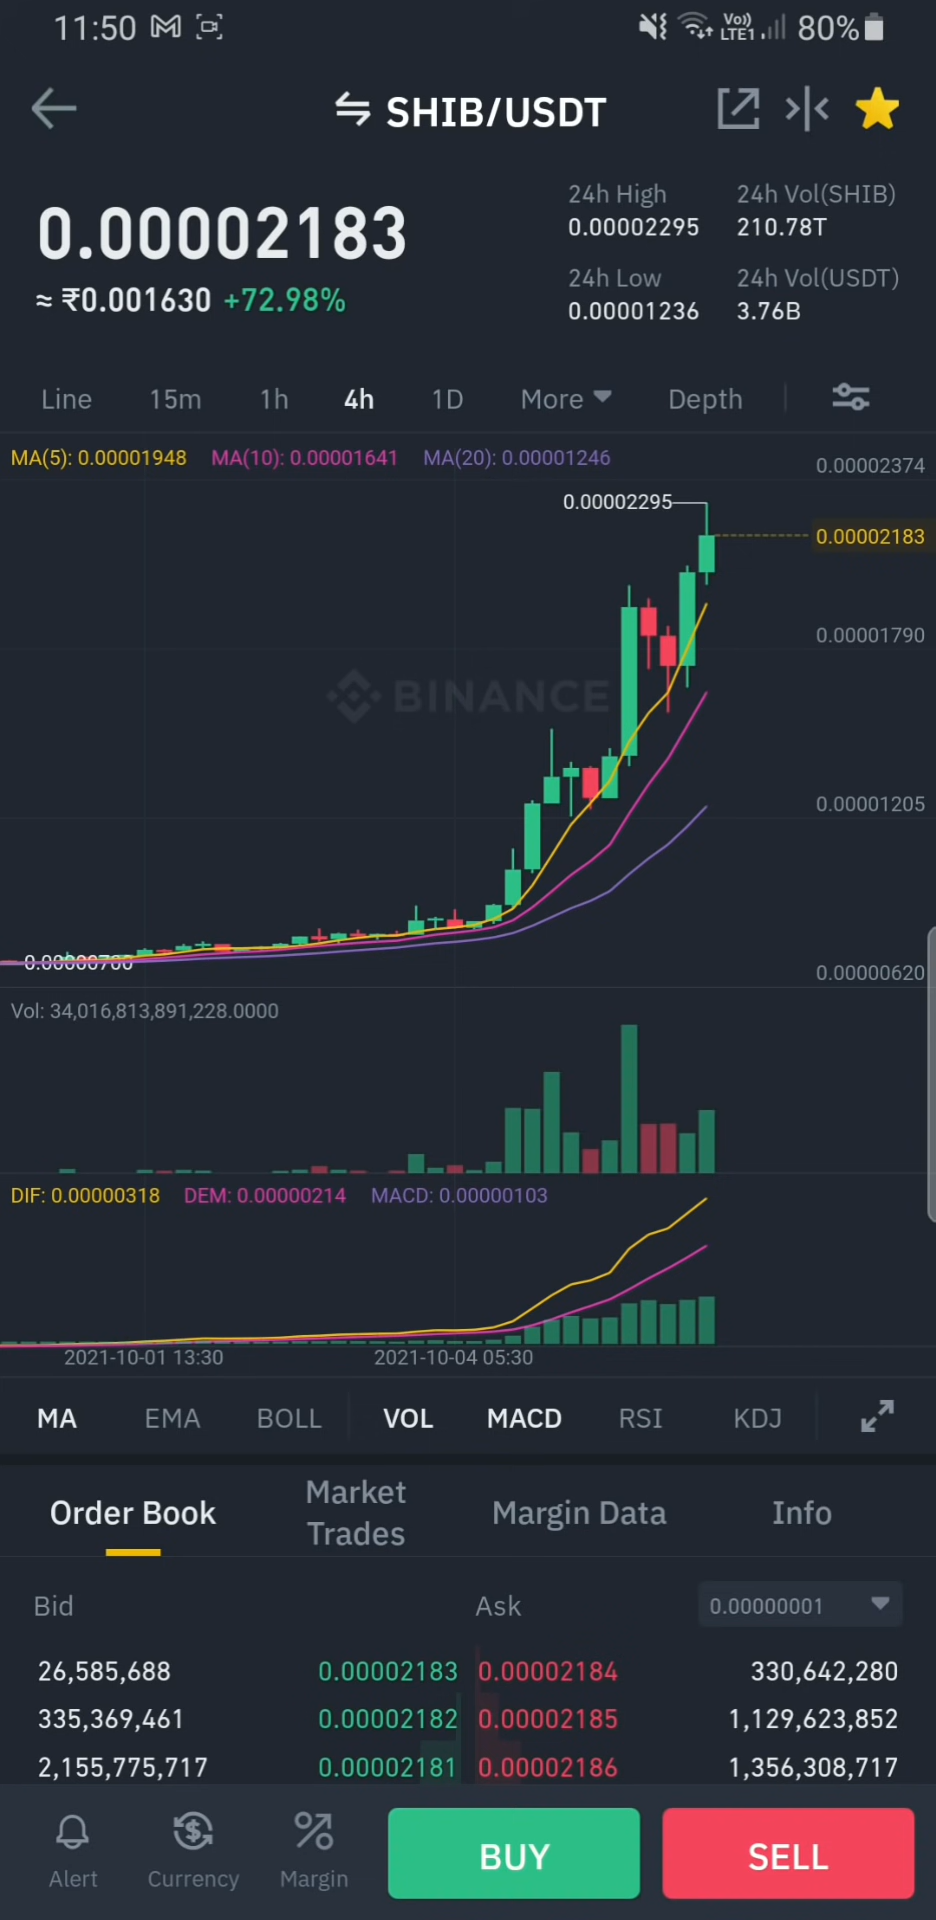 11:50 Vo)) LTE1 80%
SHIB/USDT
0.00002183
≈ ₹0.001630 +72.98%
24h High 24h Vol(SHIB)
0.00002295 210.78T
24h Low 24h Vol(USDT)
0.00001236 3.76B
Line 15m 1h 4h 1D More Depth
MA(5): 0.00001948 MA(10): 0.00001641 MA(20): 0.00001246
0.00002374
0.00002295
0.00002183
0.00001790
BINANCE
0.00001205
0.00000700
0.00000620
Vol: 34,016,813,891,228.0000
DIF: 0.00000318 DEM: 0.00000214 MACD: 0.00000103
2021-10-01 13:30 2021-10-04 05:30
MA EMA BOLL VOL MACD RSI KDJ
Order Book Market Trades Margin Data Info
Bid Ask 0.00000001
26,585,688 0.00002183 0.00002184 330,642,280
335,369,461 0.00002182 0.00002185 1,129,623,852
2,155,775,717 0.00002181 0.00002186 1,356,308,717
Alert Currency Margin BUY SELL